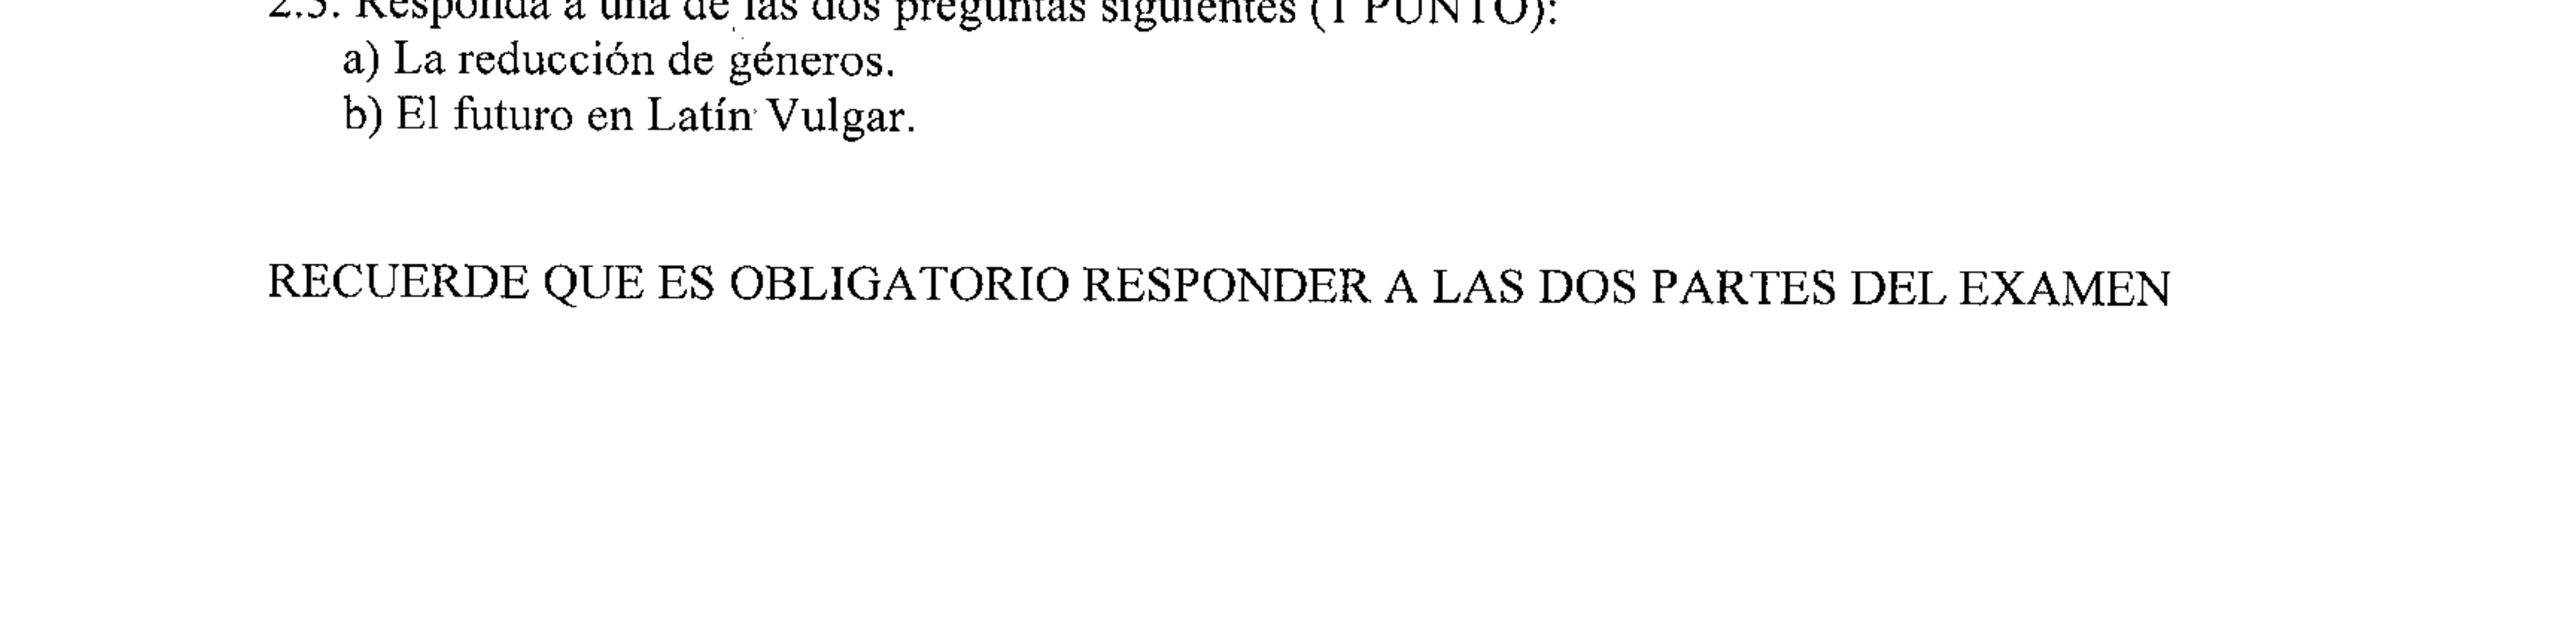 2.3. Responda a una de las dos preguntas siguientes (1 PUNTO):
a) La reducción de géneros.
b) El futuro en Latín Vulgar.
RECUERDE QUE ES OBLIGATORIO RESPONDER A LAS DOS PARTES DEL EXAMEN